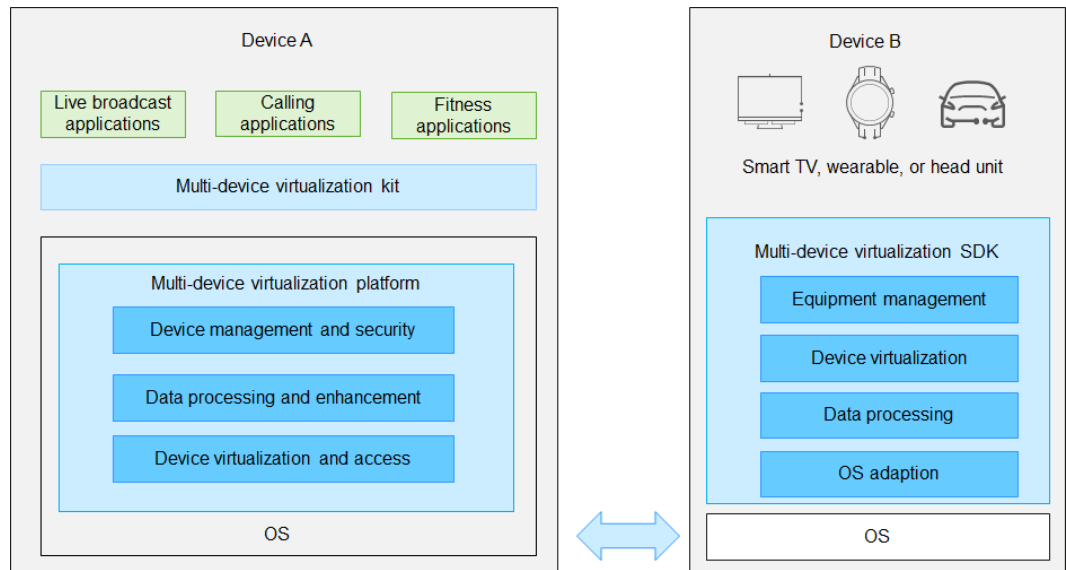 Device A
Live broadcast
applications
Calling
applications
Fitness
applications
Multi-device virtualization kit
Multi-device virtualization platform
Device management and security
Data processing and enhancement
Device virtualization and access
OS
Device B
Smart TV, wearable, or head unit
Multi-device virtualization SDK
Equipment management
Device virtualization
Data processing
OS adaption
OS